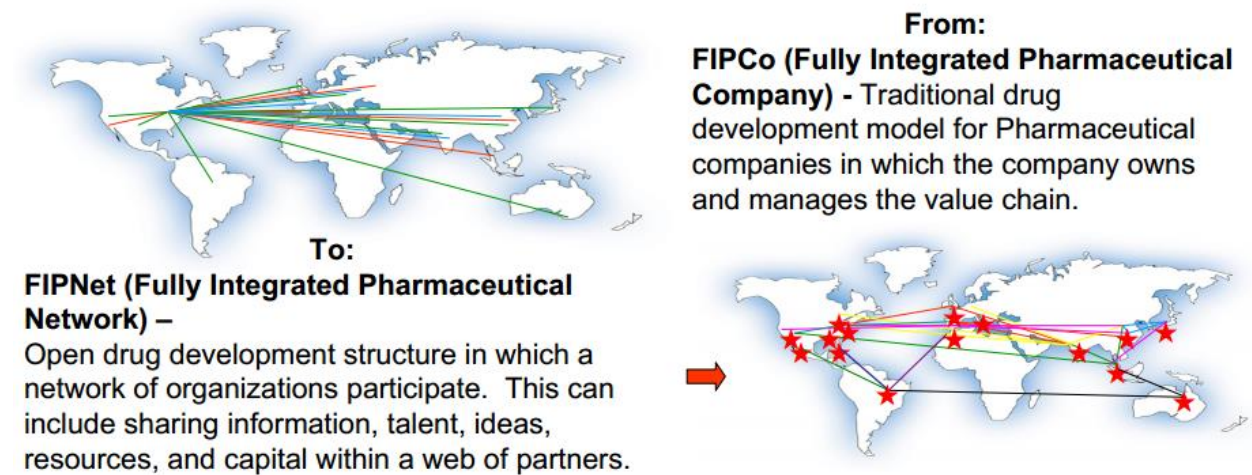 From:
FIPCo (Fully Integrated Pharmaceutical
Company) - Traditional drug
development model for Pharmaceutical
companies in which the company owns
and manages the value chain.
To:
FIPNet (Fully Integrated Pharmaceutical
Network) –
Open drug development structure in which a
network of organizations participate.  This can
include sharing information, talent, ideas,
resources, and capital within a web of partners.